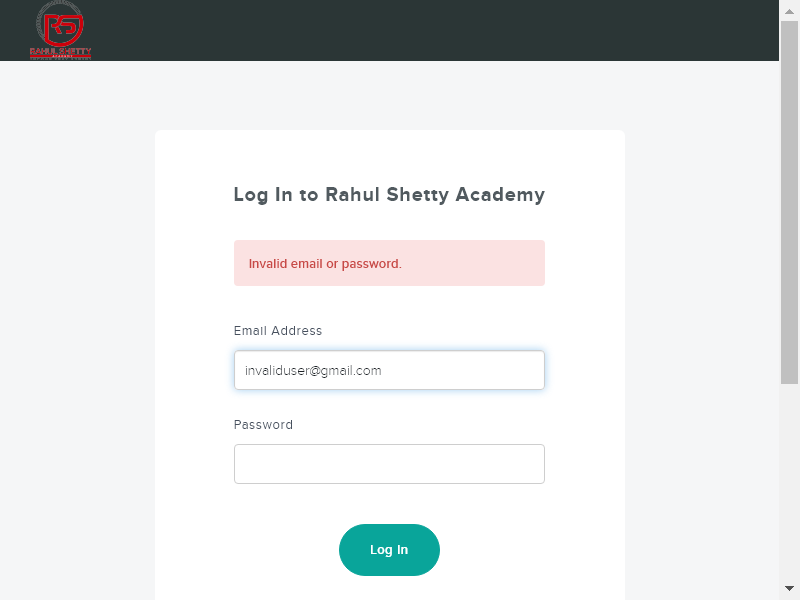 RS
RAHUL SHETTY
Log In to Rahul Shetty Academy
Invalid email or password.
Email Address
invaliduser@gmail.com
Password
Log In